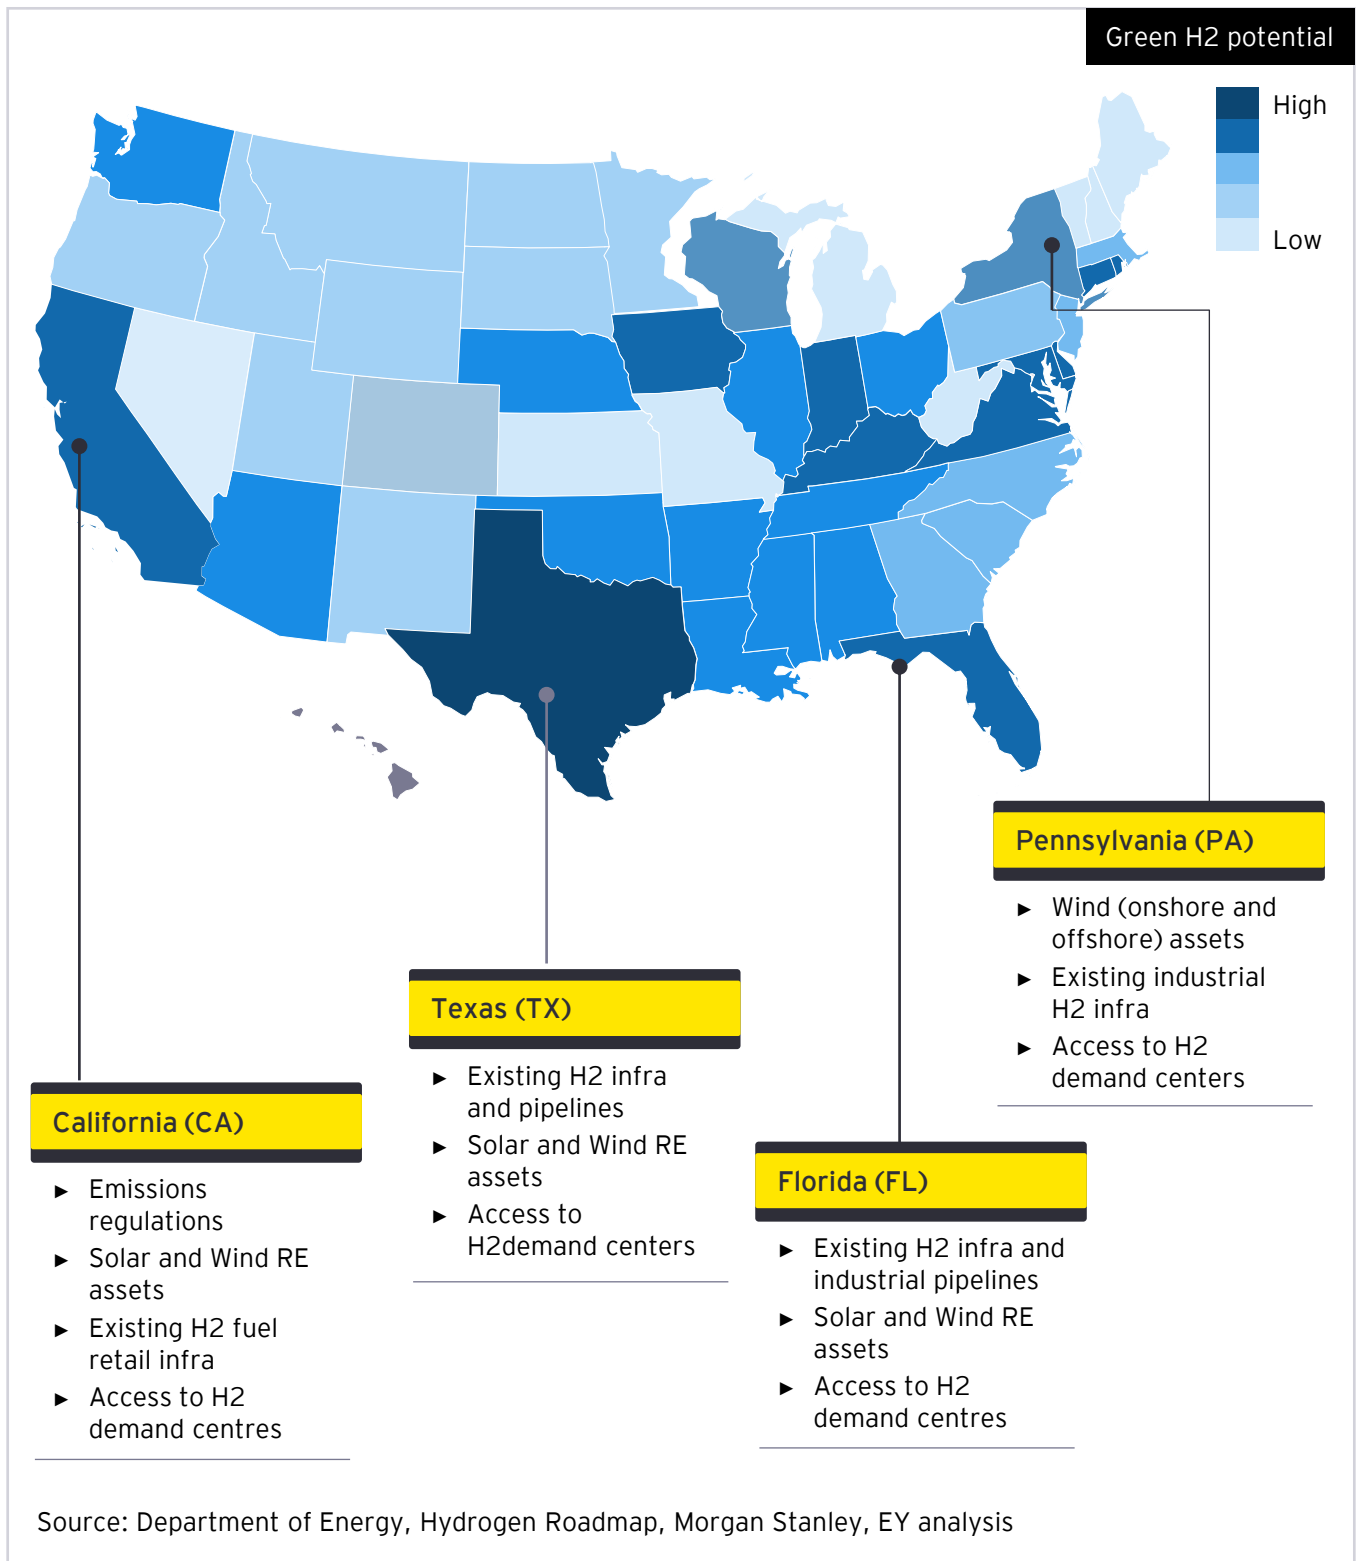 Green H2 potential
High
Low
Pennsylvania (PA)
► Wind (onshore and
offshore) assets
► Existing industrial
H2 infra
► Access to H2
demand centers
Texas (TX)
► Existing H2 infra
and pipelines
► Solar and Wind RE
assets
► Access to
H2demand centers
California (CA)
► Emissions
regulations
► Solar and Wind RE
assets
► Existing H2 fuel
retail infra
► Access to H2
demand centres
Florida (FL)
► Existing H2 infra and
industrial pipelines
► Solar and Wind RE
assets
► Access to H2
demand centres
Source: Department of Energy, Hydrogen Roadmap, Morgan Stanley, EY analysis